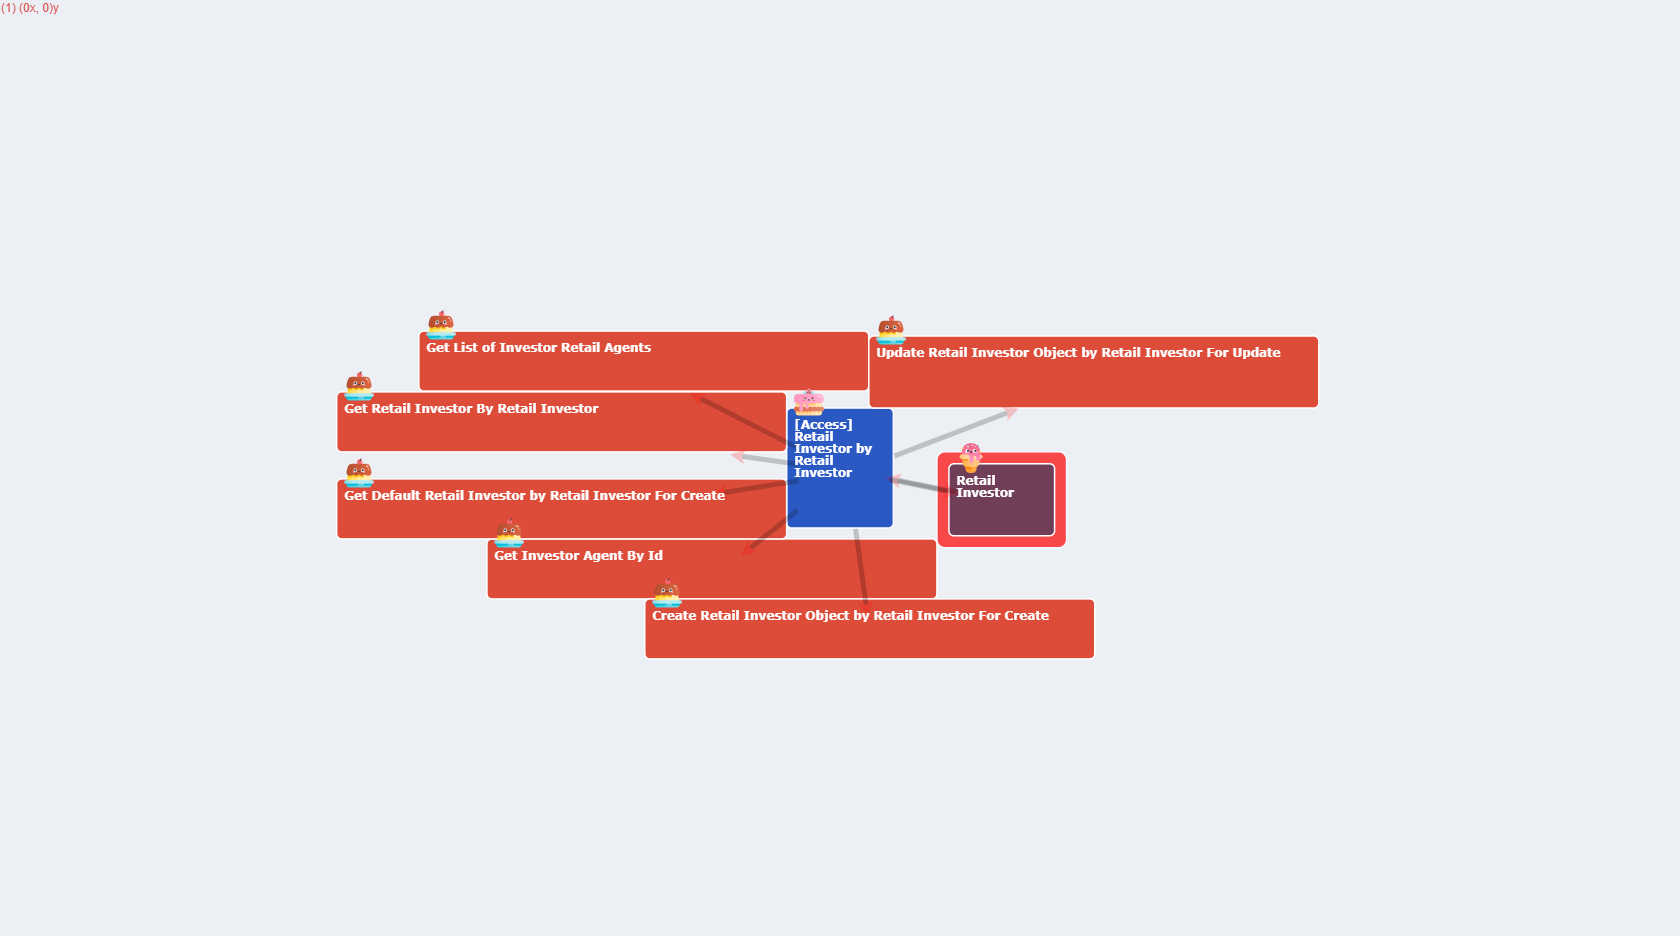 (1) (0x, 0)y
Get List of Investor Retail Agents
Update Retail Investor Object by Retail Investor For Update
Get Retail Investor By Retail Investor
[Access]
Retail
Investor by
Retail
Investor
Retail
Investor
Get Default Retail Investor by Retail Investor For Create
Get Investor Agent By Id
Create Retail Investor Object by Retail Investor For Create